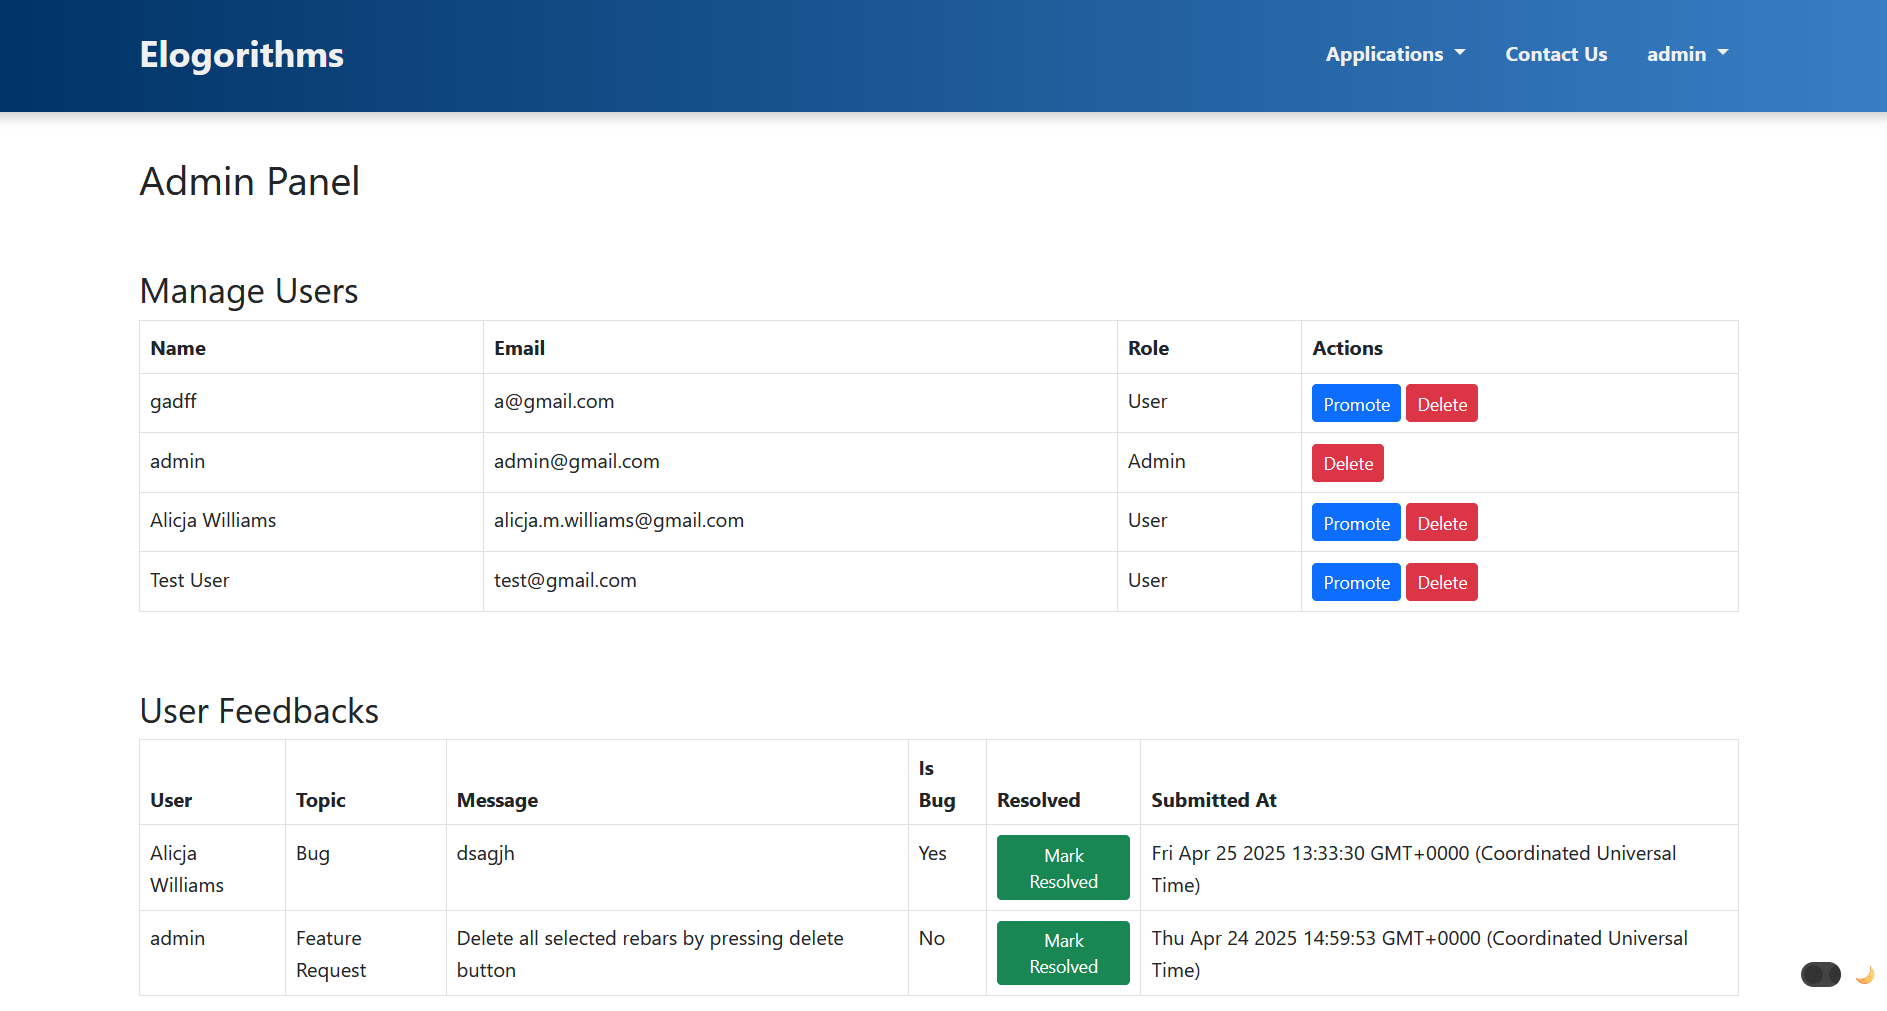 Elogorithms
Applications
Contact Us
admin
Admin Panel
Manage Users
Name Email Role Actions
gadff a@gmail.com User Promote Delete
admin admin@gmail.com Admin Delete
Alicja Williams alicja.m.williams@gmail.com User Promote Delete
Test User test@gmail.com User Promote Delete
User Feedbacks
Is
User Topic Message Bug Resolved Submitted At
Alicja Bug dsagjh Yes Mark Fri Apr 25 2025 13:33:30 GMT+0000 (Coordinated Universal
Williams Resolved Time)
admin Feature Delete all selected rebars by pressing delete No Mark Thu Apr 24 2025 14:59:53 GMT+0000 (Coordinated Universal
Request button Resolved Time)